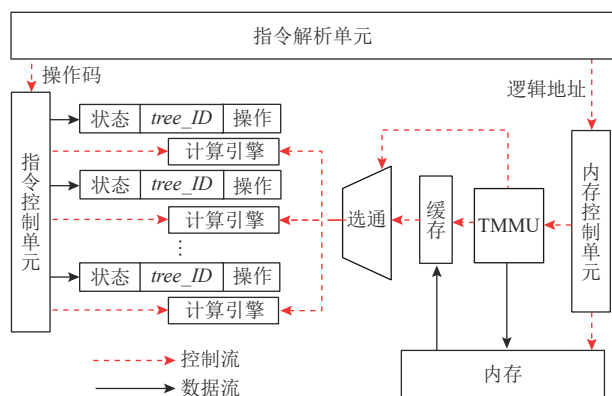 指令解析单元
操作码
逻辑地址
指令控制单元
状态 tree_ID 操作
计算引擎
状态 tree_ID 操作
计算引擎
⋮
状态 tree_ID 操作
计算引擎
选通
缓存
TMMU
内存控制单元
内存
控制流
数据流